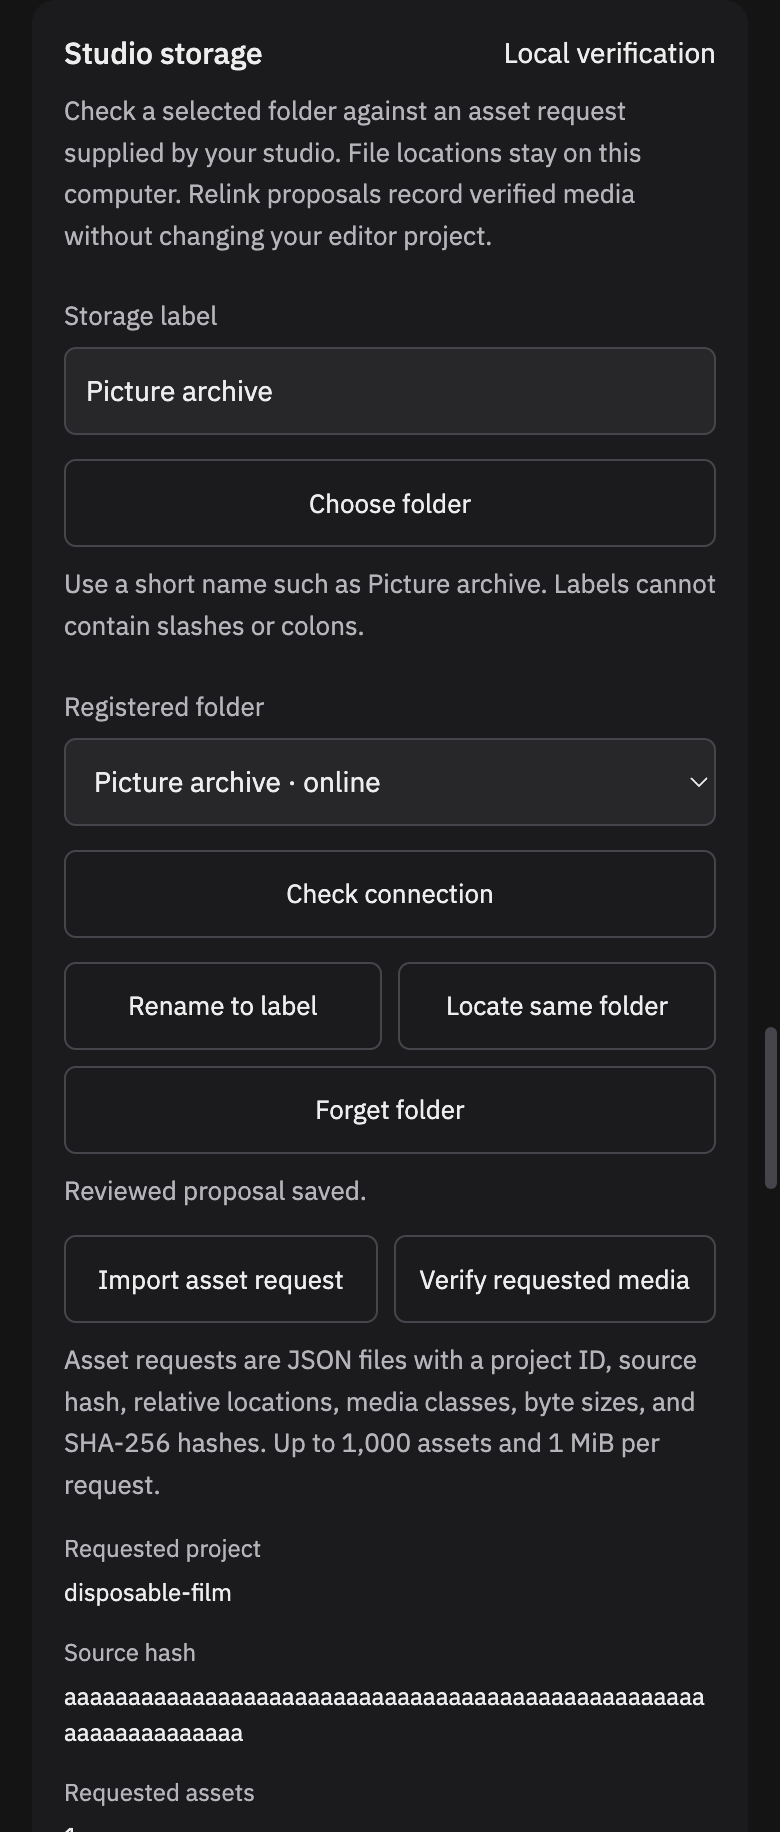 Studio storage
Local verification
Check a selected folder against an asset request
supplied by your studio. File locations stay on this
computer. Relink proposals record verified media
without changing your editor project.
Storage label
Picture archive
Choose folder
Use a short name such as Picture archive. Labels cannot
contain slashes or colons.
Registered folder
Picture archive · online
Check connection
Rename to label
Locate same folder
Forget folder
Reviewed proposal saved.
Import asset request
Verify requested media
Asset requests are JSON files with a project ID, source
hash, relative locations, media classes, byte sizes, and
SHA-256 hashes. Up to 1,000 assets and 1 MiB per
request.
Requested project
disposable-film
Source hash
aaaaaaaaaaaaaaaaaaaaaaaaaaaaaaaaaaaaaaaaaaaaaaaaaa
aaaaaaaaaaaaaa
Requested assets